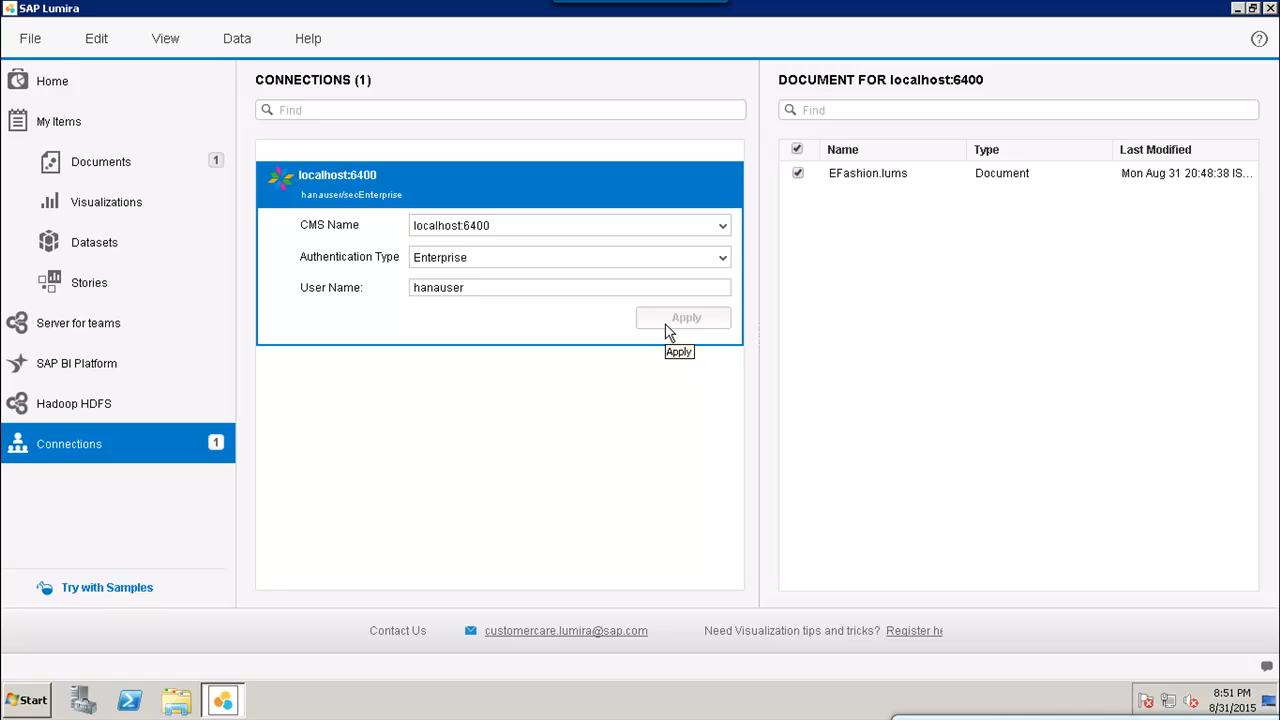 SAP Lumira
File Edit View Data Help
Home
My Items
Documents 1
Visualizations
Datasets
Stories
Server for teams
SAP BI Platform
Hadoop HDFS
Connections 1
Try with Samples
CONNECTIONS (1)
Find
localhost:6400
hanauser/secEnterprise
CMS Name localhost:6400
Authentication Type Enterprise
User Name: hanauser
Apply
Apply
DOCUMENT FOR localhost:6400
Find
Name Type Last Modified
EFashion.lums Document Mon Aug 31 20:48:38 IS...
Contact Us customercare.lumira@sap.com Need Visualization tips and tricks? Register he
Start
8:51 PM
8/31/2015